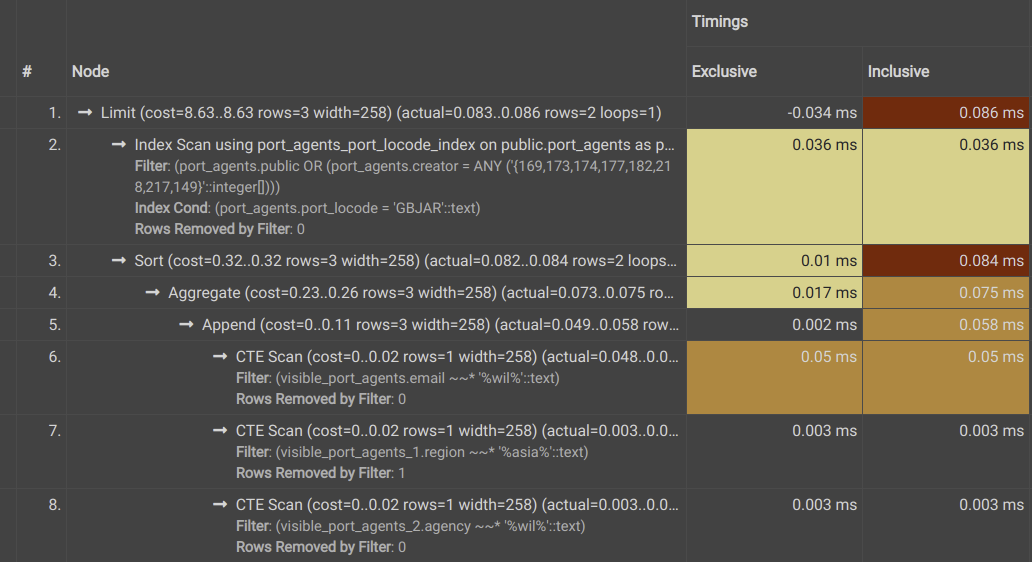 Timings
# Node Exclusive Inclusive
1. → Limit (cost=8.63..8.63 rows=3 width=258) (actual=0.083..0.086 rows=2 loops=1) -0.034 ms 0.086 ms
2. → Index Scan using port_agents_port_locode_index on public.port_agents as p... 0.036 ms 0.036 ms
Filter: (port_agents.public OR (port_agents.creator = ANY ('{169,173,174,177,182,21
8,217,149}'::integer[])))
Index Cond: (port_agents.port_locode = 'GBJAR'::text)
Rows Removed by Filter: 0
3. → Sort (cost=0.32..0.32 rows=3 width=258) (actual=0.082..0.084 rows=2 loops... 0.01 ms 0.084 ms
4. → Aggregate (cost=0.23..0.26 rows=3 width=258) (actual=0.073..0.075 ro... 0.017 ms 0.075 ms
5. → Append (cost=0..0.11 rows=3 width=258) (actual=0.049..0.058 row... 0.002 ms 0.058 ms
6. → CTE Scan (cost=0..0.02 rows=1 width=258) (actual=0.048..0.0... 0.05 ms 0.05 ms
Filter: (visible_port_agents.email ~~* '%wil%'::text)
Rows Removed by Filter: 0
7. → CTE Scan (cost=0..0.02 rows=1 width=258) (actual=0.003..0.0... 0.003 ms 0.003 ms
Filter: (visible_port_agents_1.region ~~* '%asia%'::text)
Rows Removed by Filter: 1
8. → CTE Scan (cost=0..0.02 rows=1 width=258) (actual=0.003..0.0... 0.003 ms 0.003 ms
Filter: (visible_port_agents_2.agency ~~* '%wil%'::text)
Rows Removed by Filter: 0